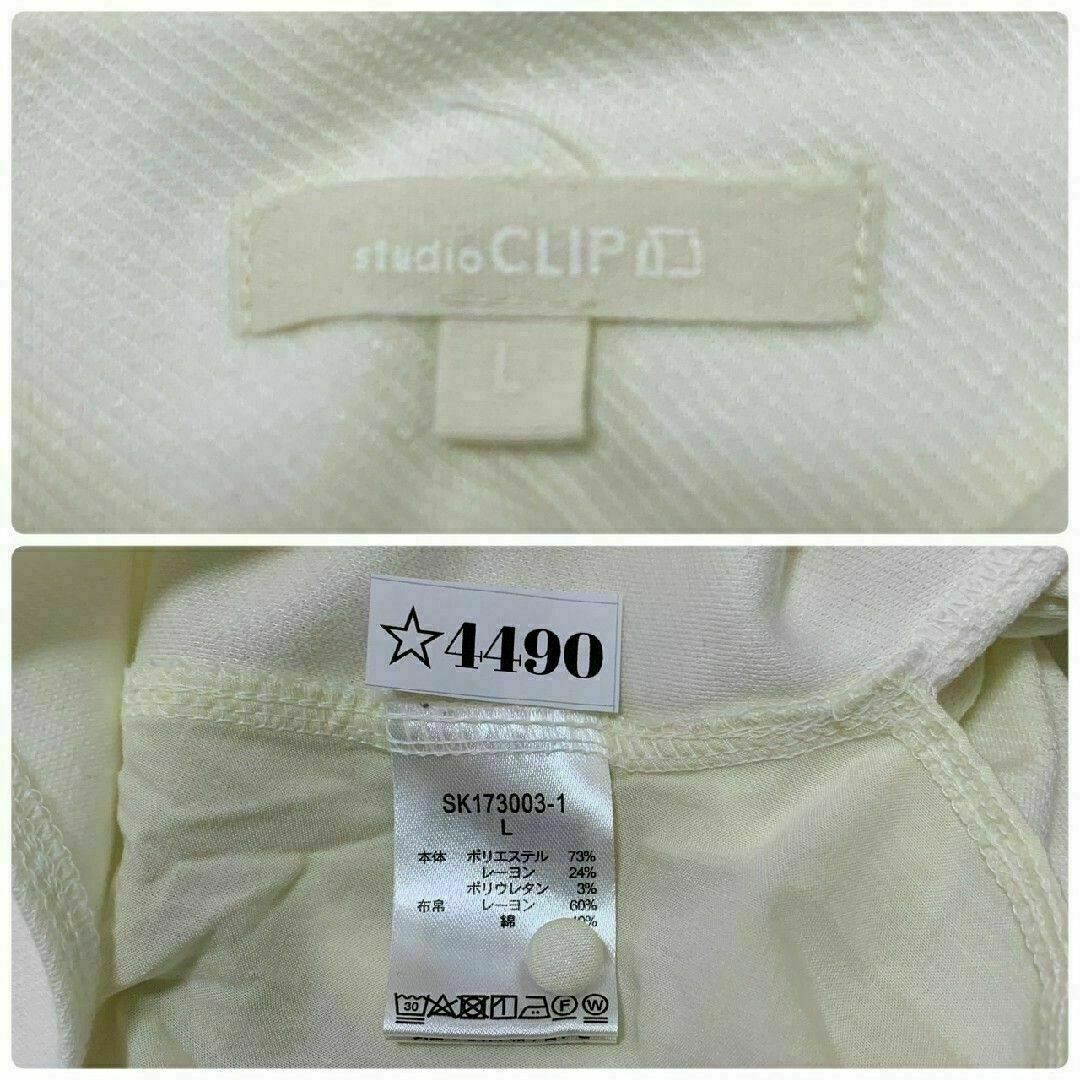 studio CLIP
L
☆4490
SK173003-1
L
本体 ポリエステル 73%
レーヨン 24%
ポリウレタン 3%
布帛 レーヨン 60%
綿
30 F W